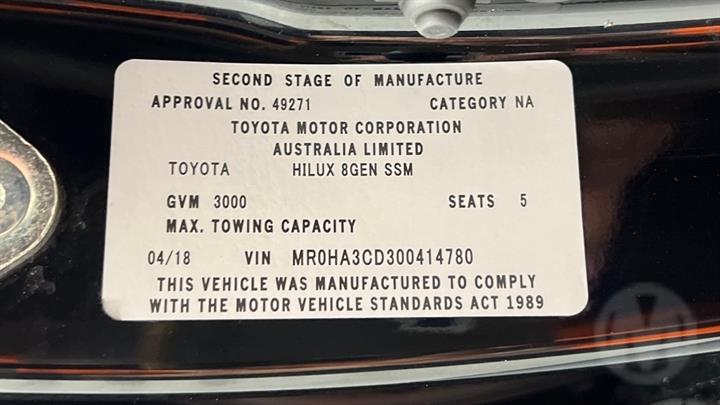 SECOND STAGE OF MANUFACTURE
APPROVAL NO. 49271 CATEGORY NA
TOYOTA MOTOR CORPORATION
AUSTRALIA LIMITED
TOYOTA HILUX 8GEN SSM
GVM 3000 SEATS 5
MAX. TOWING CAPACITY
04/18 VIN MR0HA3CD300414780
THIS VEHICLE WAS MANUFACTURED TO COMPLY
WITH THE MOTOR VEHICLE STANDARDS ACT 1989